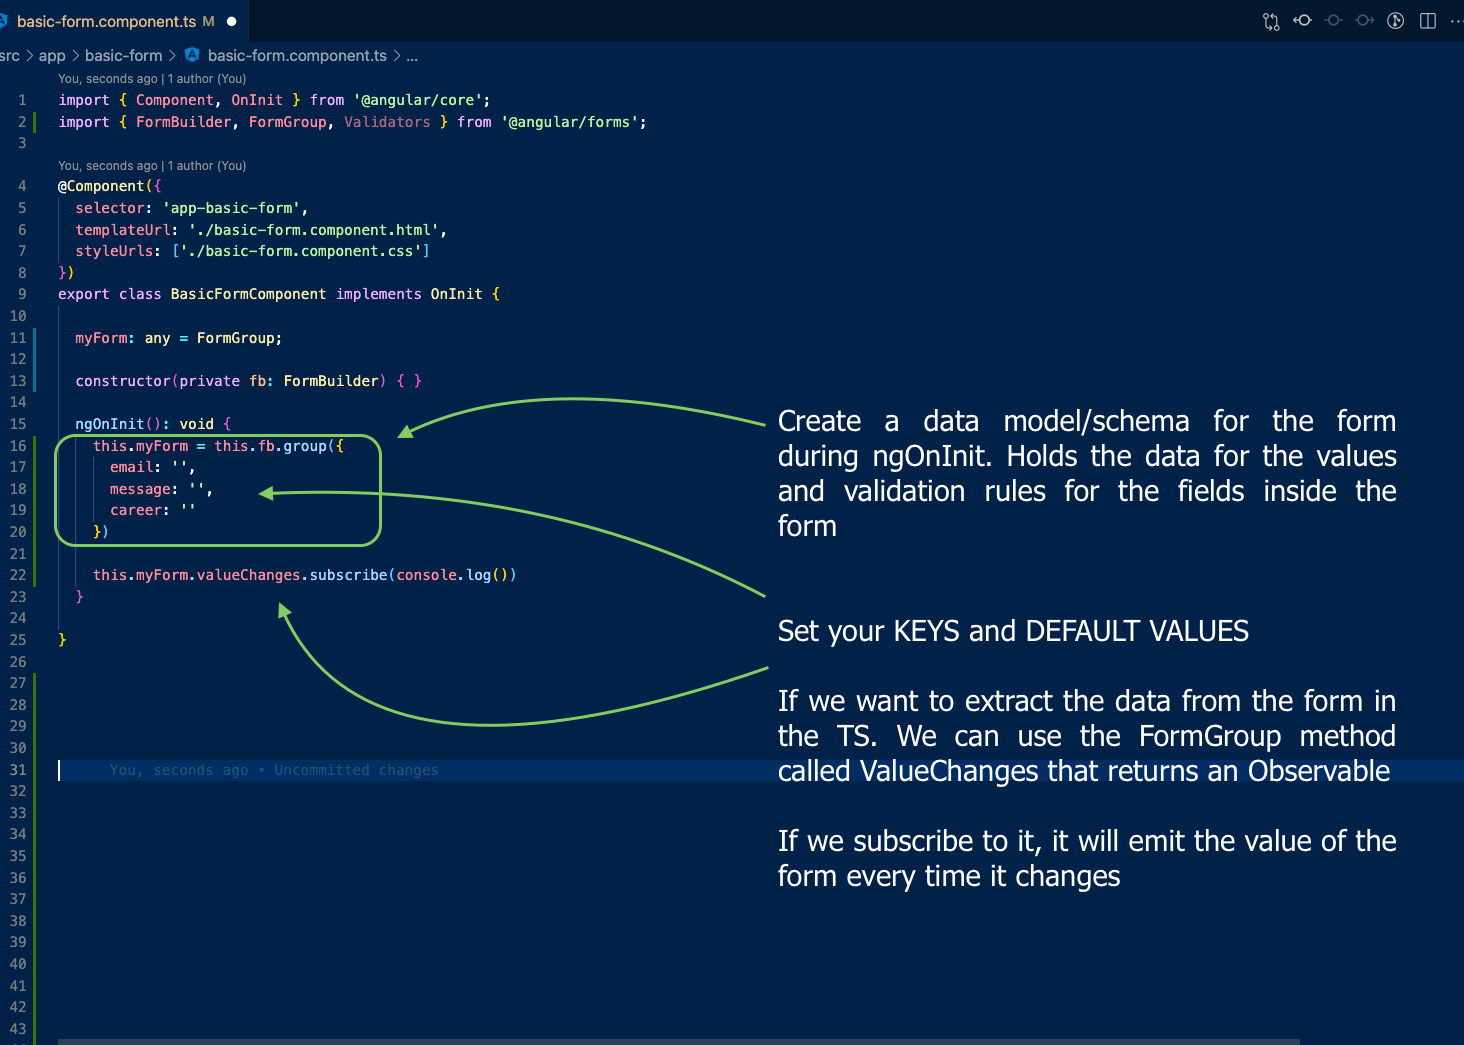 basic-form.component.ts M
src > app > basic-form > basic-form.component.ts > ...
You, seconds ago | 1 author (You)
1 import { Component, OnInit } from '@angular/core';
2 import { FormBuilder, FormGroup, Validators } from '@angular/forms';
3
You, seconds ago | 1 author (You)
4 @Component({
5 selector: 'app-basic-form',
6 templateUrl: './basic-form.component.html',
7 styleUrls: ['./basic-form.component.css']
8 })
9 export class BasicFormComponent implements OnInit {
10
11 myForm: any = FormGroup;
12
13 constructor(private fb: FormBuilder) { }
14
15 ngOnInit(): void {
16 this.myForm = this.fb.group({
17 email: '',
18 message: '',
19 career: ''
20 })
21
22 this.myForm.valueChanges.subscribe(console.log())
23 }
24
25 }
26
27
28
29
30
31 You, seconds ago • Uncommitted changes
32
33
34
35
36
37
38
39
40
41
42
43
Create a data model/schema for the form
during ngOnInit. Holds the data for the values
and validation rules for the fields inside the
form
Set your KEYS and DEFAULT VALUES
If we want to extract the data from the form in
the TS. We can use the FormGroup method
called ValueChanges that returns an Observable
If we subscribe to it, it will emit the value of the
form every time it changes